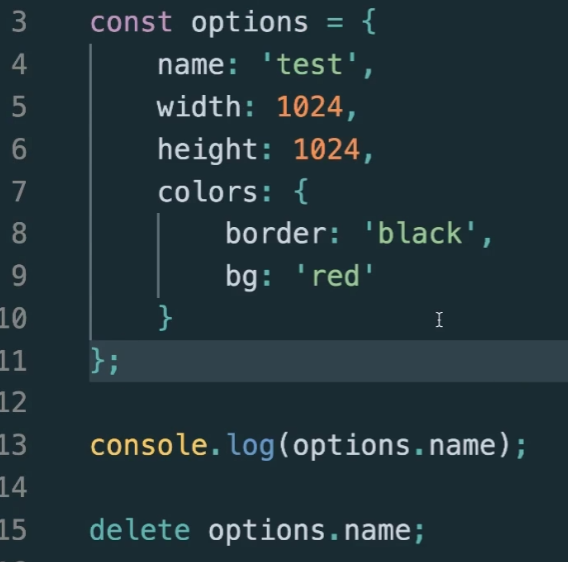 3 const options = {
4 name: 'test',
5 width: 1024,
6 height: 1024,
7 colors: {
8 border: 'black',
9 bg: 'red'
10 }
11 };
12
13 console.log(options.name);
14
15 delete options.name;